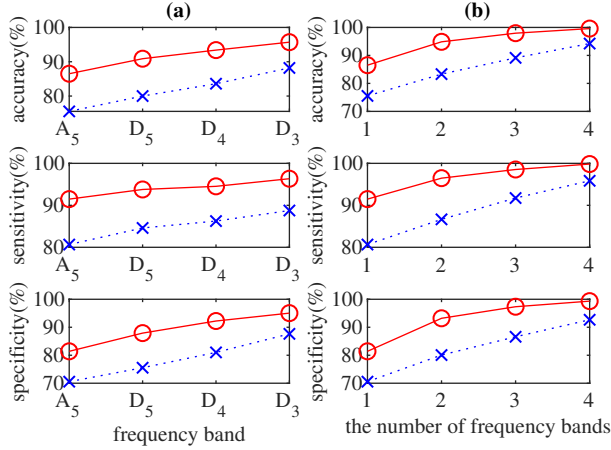 (a)
(b)
accuracy(%)
100
90
80
A5 D5 D4 D3
accuracy(%)
100
90
80
70
1 2 3 4
sensitivity(%)
100
90
80
A5 D5 D4 D3
sensitivity(%)
100
90
80
1 2 3 4
specificity(%)
100
90
80
70
A5 D5 D4 D3
frequency band
specificity(%)
100
90
80
70
1 2 3 4
the number of frequency bands